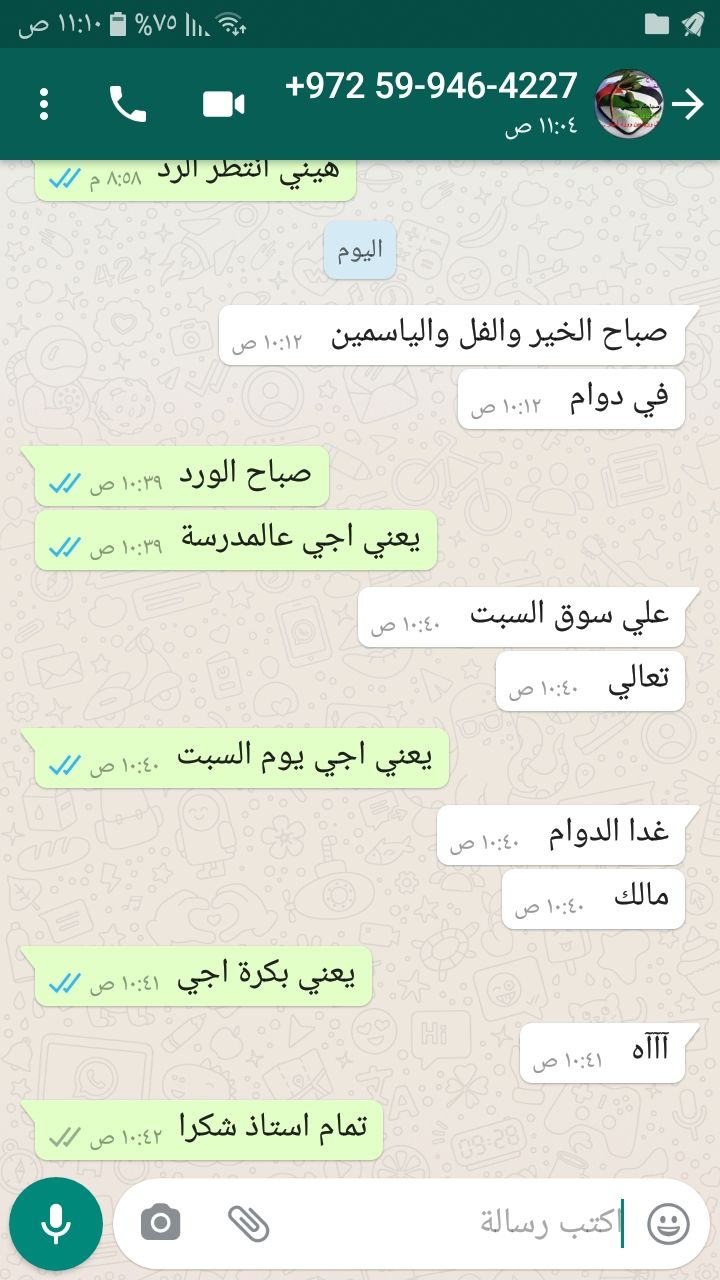 ١١:١٠ ص ٧٥%
+972 59-946-4227
١١:٠٤ ص
هيني انتظر الرد ٨:٥٨ م
اليوم
صباح الخير والفل والياسمين ١٠:١٢ ص
في دوام ١٠:١٢ ص
صباح الورد ١٠:٣٩ ص
يعني اجي عالمدرسة ١٠:٣٩ ص
علي سوق السبت ١٠:٤٠ ص
تعالي ١٠:٤٠ ص
يعني اجي يوم السبت ١٠:٤٠ ص
غدا الدوام ١٠:٤٠ ص
مالك ١٠:٤٠ ص
يعني بكرة اجي ١٠:٤١ ص
آآآه ١٠:٤١ ص
تمام استاذ شكرا ١٠:٤٢ ص
اكتب رسالة